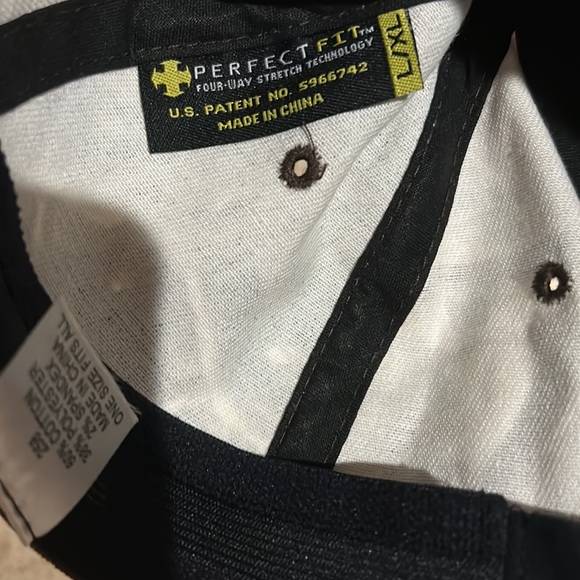 PERFECT FIT™
FOUR-WAY STRETCH TECHNOLOGY
U.S. PATENT NO. 5966742
MADE IN CHINA
L/XL
60% COTTON
38% POLYESTER
2% SPANDEX
MADE IN CHINA
ONE SIZE FITS ALL